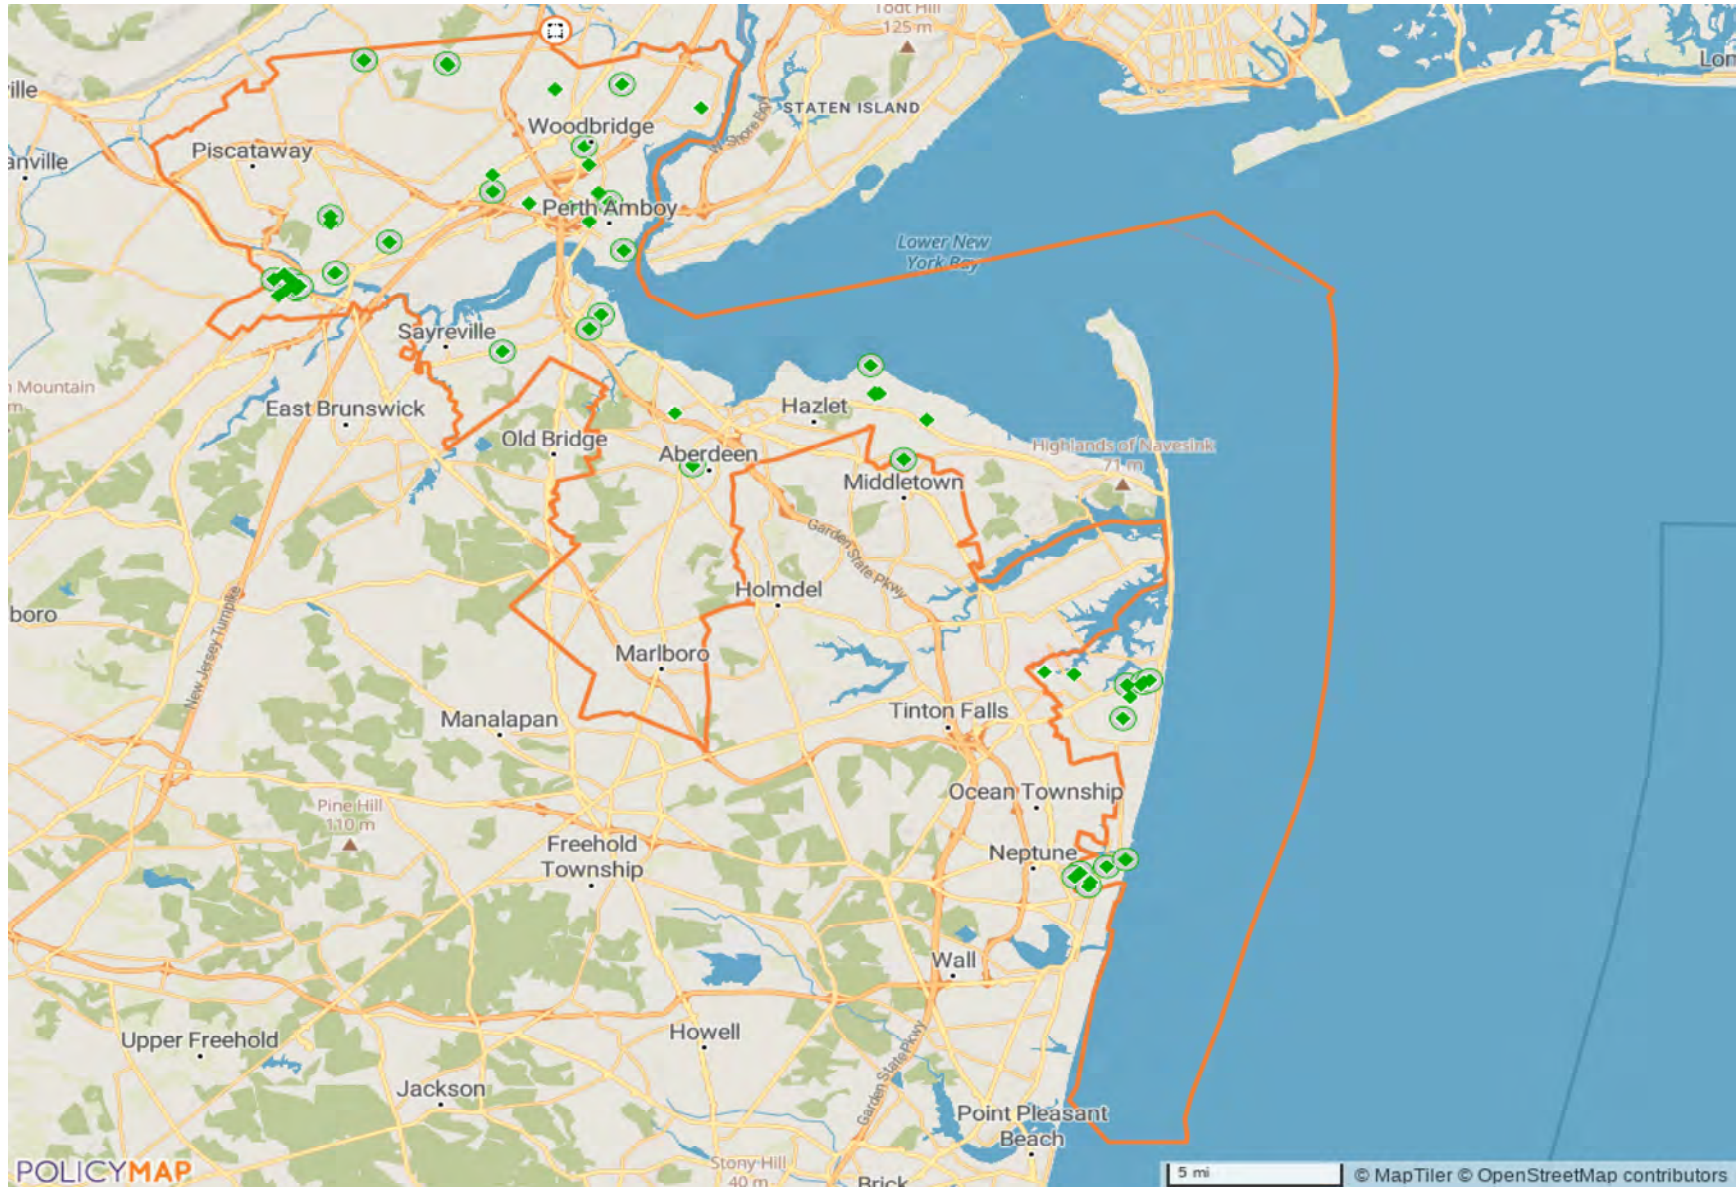 Todt Hill
125 m
Lon
ville
STATEN ISLAND
Woodbridge
W. Shore Expy
Piscataway
anville
Perth Amboy
Lower New
York Bay
Sayreville
n Mountain
m
East Brunswick
Hazlet
Old Bridge
Aberdeen
Highlands of Navesink
71 m
Middletown
Garden State Pkwy
Holmdel
New Jersey Turnpike
boro
Marlboro
Manalapan
Tinton Falls
Ocean Township
Pine Hill
110 m
Freehold
Township
Neptune
Wall
Howell
Upper Freehold
Garden State Pkwy
Jackson
Point Pleasant
Beach
Stony Hill
40 m
Brick
POLICYMAP
5 mi
© MapTiler © OpenStreetMap contributors